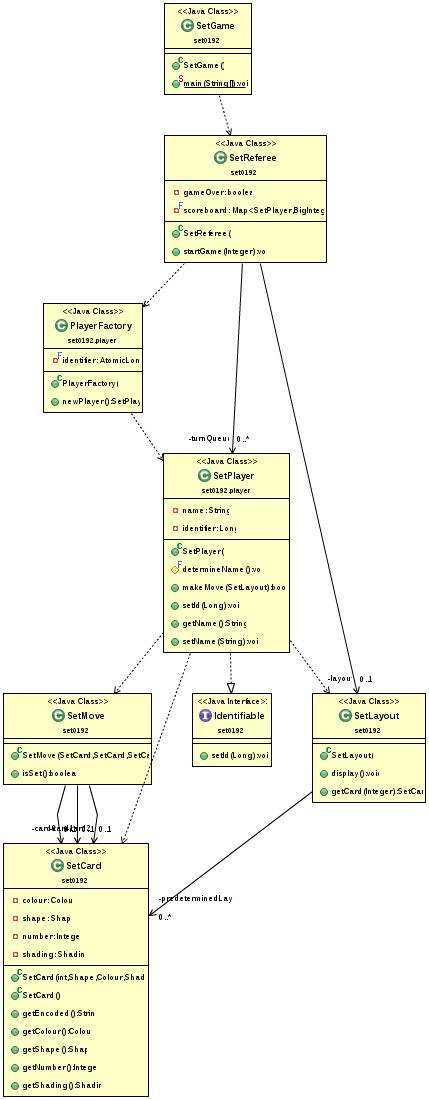 <<Java Class>>
SetGame
set0192
SetGame(
main(String[]):voi
<<Java Class>>
SetReferee
set0192
gameOver:boolea
scoreboard:Map<SetPlayer,BigInteg
SetReferee(
startGame(Integer):vo
<<Java Class>>
PlayerFactory
set0192.player
identifier:AtomicLon
PlayerFactory(
newPlayer():SetPlay
-turnQueu 0..*
<<Java Class>>
SetPlayer
set0192.player
name:String
identifier:Long
SetPlayer(
determineName():vo
makeMove(SetLayout):boo
setId(Long):voi
getName():String
setName(String):voi
-layou 0..1
<<Java Class>>
SetMove
set0192
SetMove(SetCard,SetCard,SetCa
isSet():boolea
<<Java Interface>>
Identifiable
set0192
setId(Long):voi
<<Java Class>>
SetLayout
set0192
SetLayout(
display():voi
getCard(Integer):SetCar
0..1
-predeterminedLay
0..*
<<Java Class>>
SetCard
set0192
colour:Colou
shape:Shap
number:Intege
shading:Shadin
SetCard(int,Shape,Colour,Shad
SetCard()
getEncoded():Strin
getColour():Colou
getShape():Shap
getNumber():Intege
getShading():Shadin